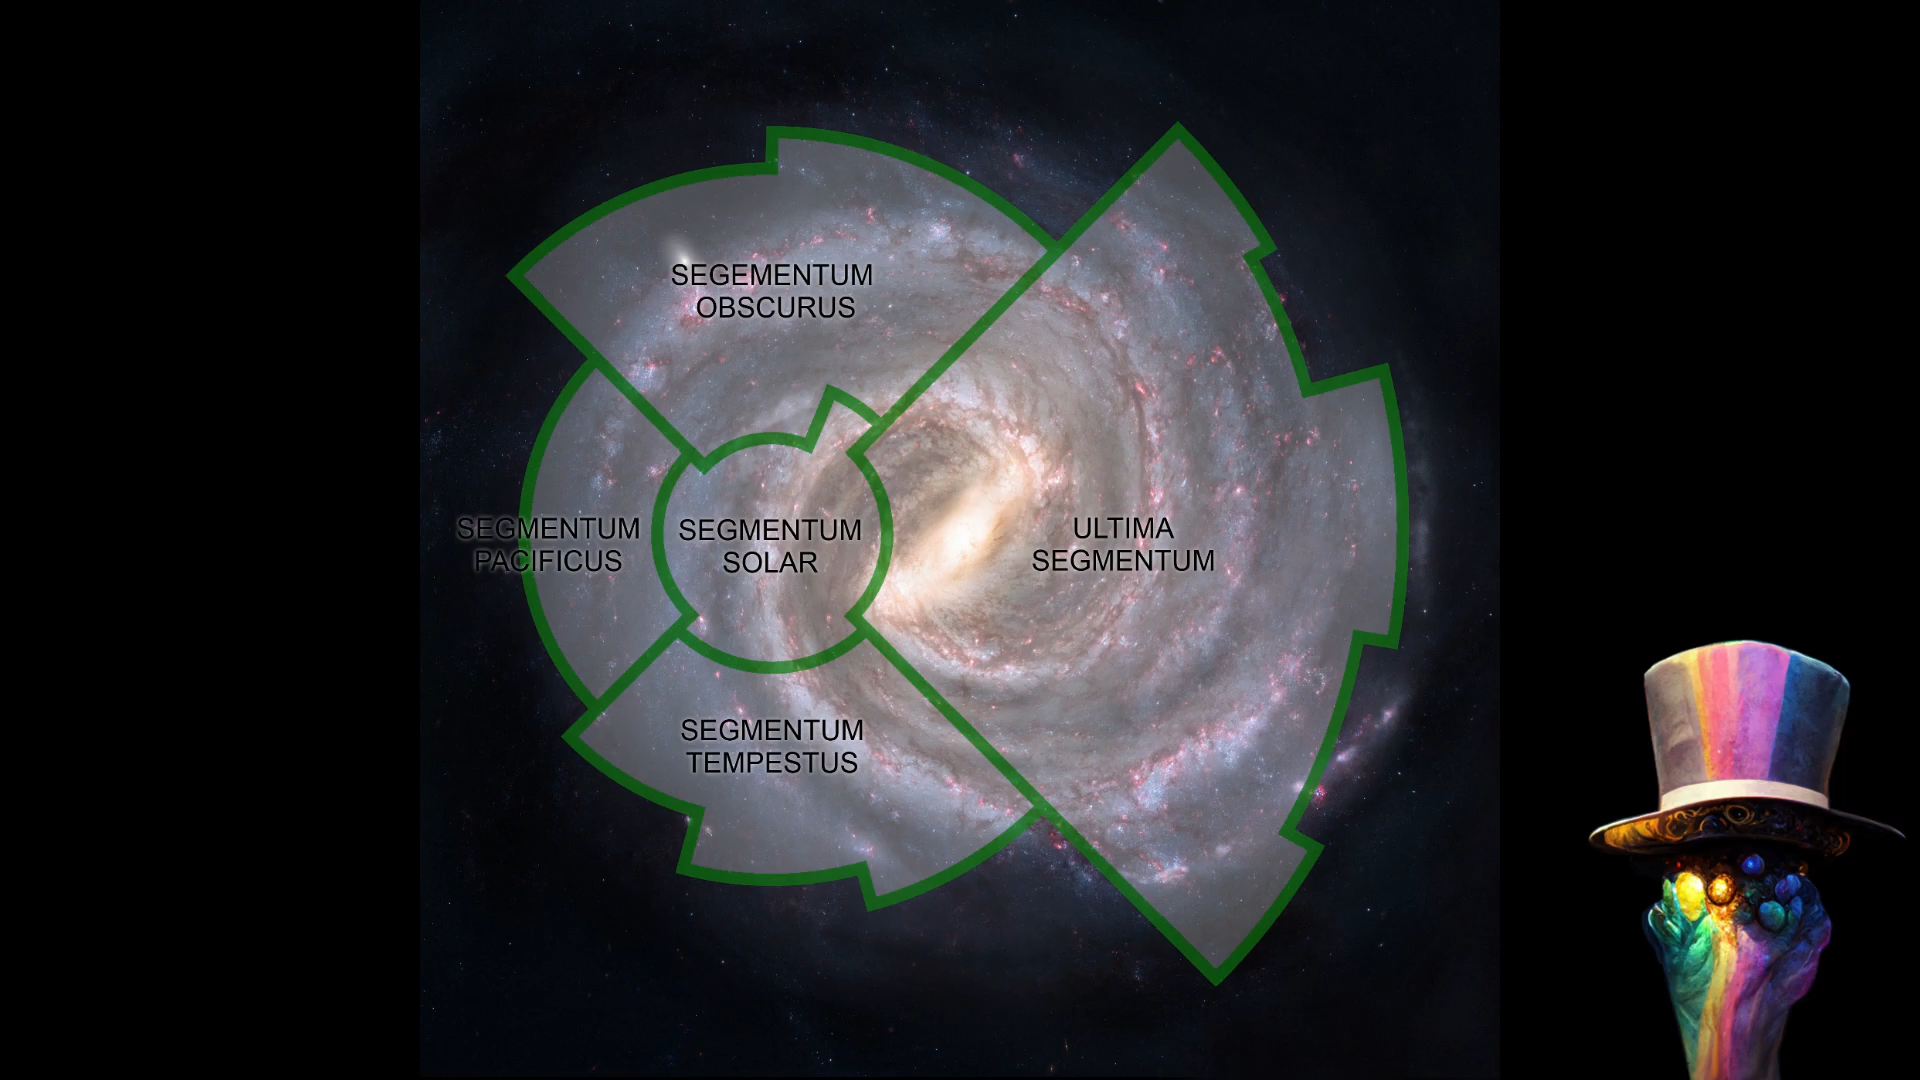 SEGEMENTUM
OBSCURUS
SEGMENTUM
PACIFICUS
SEGMENTUM
SOLAR
ULTIMA
SEGMENTUM
SEGMENTUM
TEMPESTUS